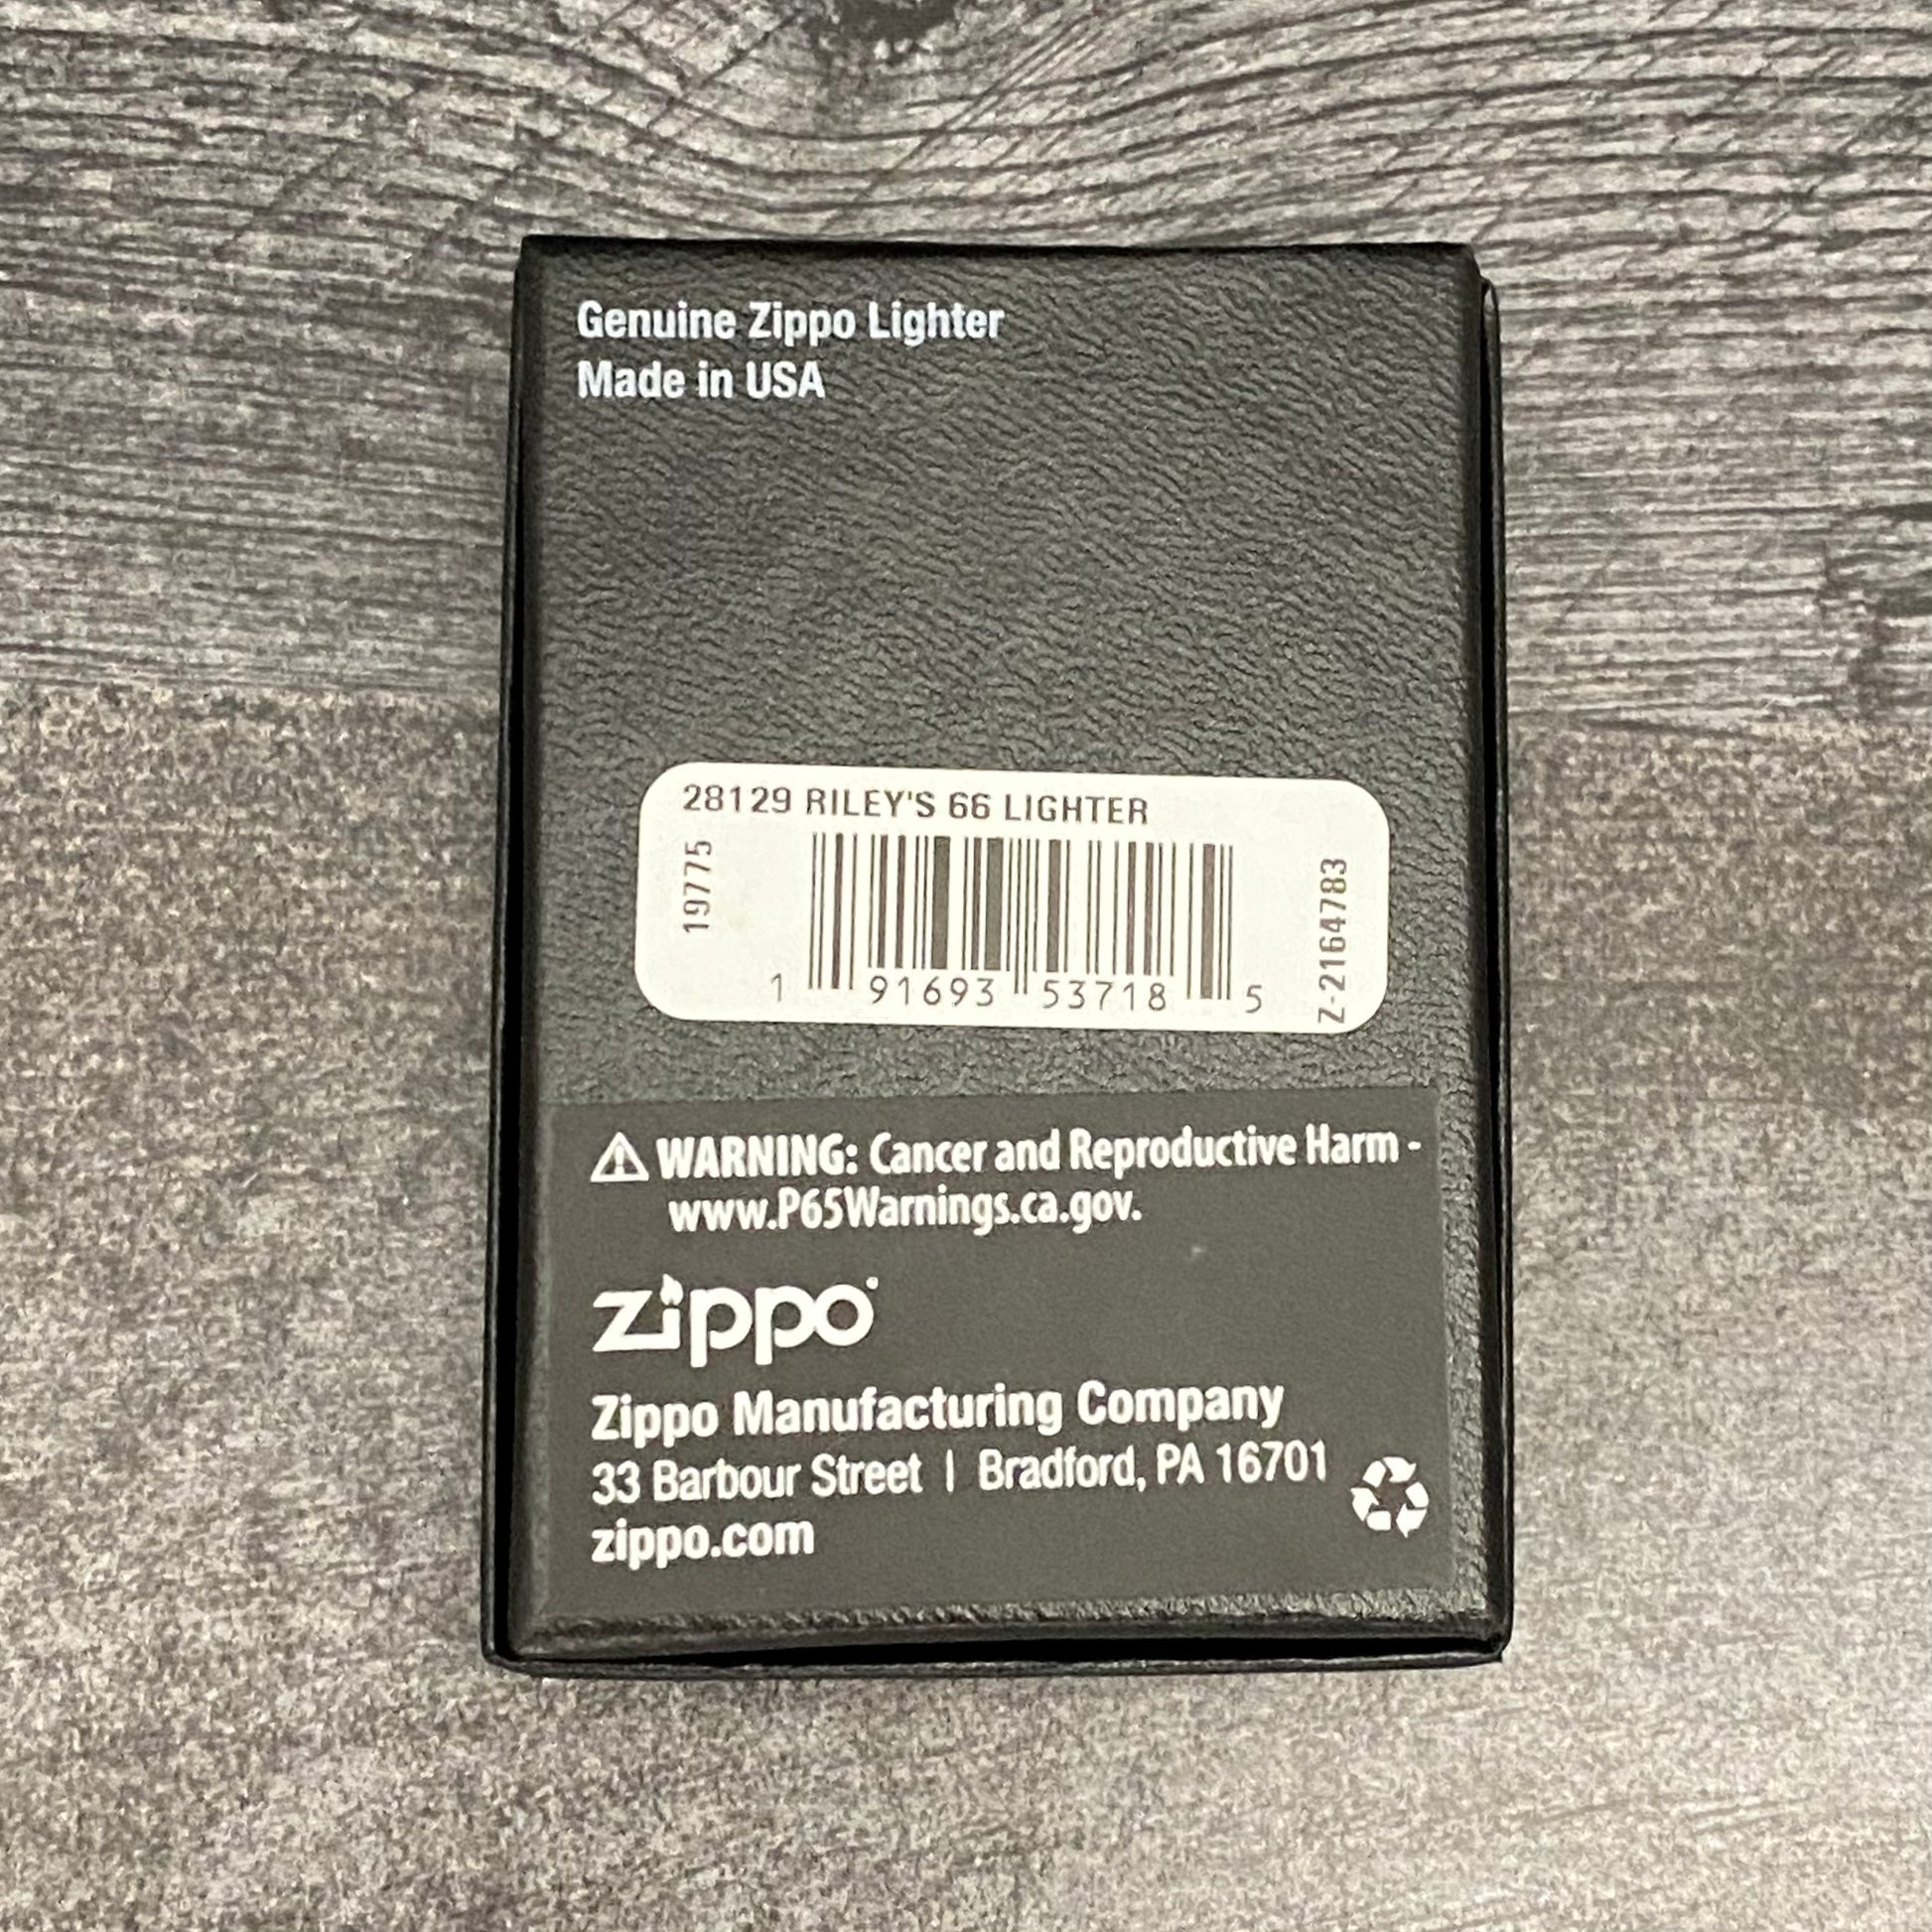 Genuine Zippo Lighter
Made in USA
28129 RILEY'S 66 LIGHTER
19775
1 91693 53718 5
Z-2164783
WARNING: Cancer and Reproductive Harm -
www.P65Warnings.ca.gov.
zippo
Zippo Manufacturing Company
33 Barbour Street | Bradford, PA 16701
zippo.com